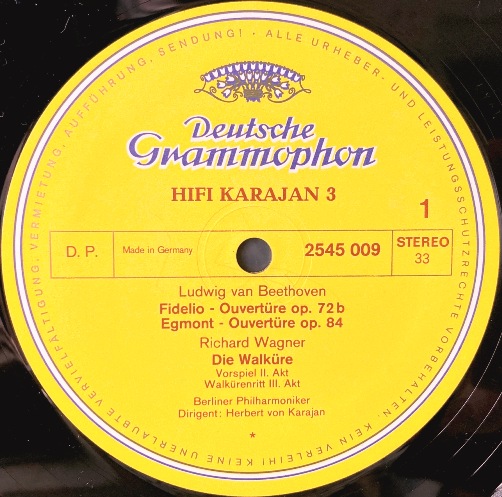 Deutsche
Grammophon
HIFI KARAJAN 3
1
D. P.
Made in Germany
2545 009
STEREO
33
Ludwig van Beethoven
Fidelio - Ouvertüre op. 72 b
Egmont - Ouvertüre op. 84
Richard Wagner
Die Walküre
Vorspiel II. Akt
Walkürenritt III. Akt
Berliner Philharmoniker
Dirigent: Herbert von Karajan
*
ALLE URHEBER- UND LEISTUNGSSCHUTZRECHTE VORBEHALTEN. KEIN VERLEIH! KEINE UNERLAUBTE VERVIELFÄLTIGUNG, VERMIETUNG, AUFFÜHRUNG, SENDUNG! ·